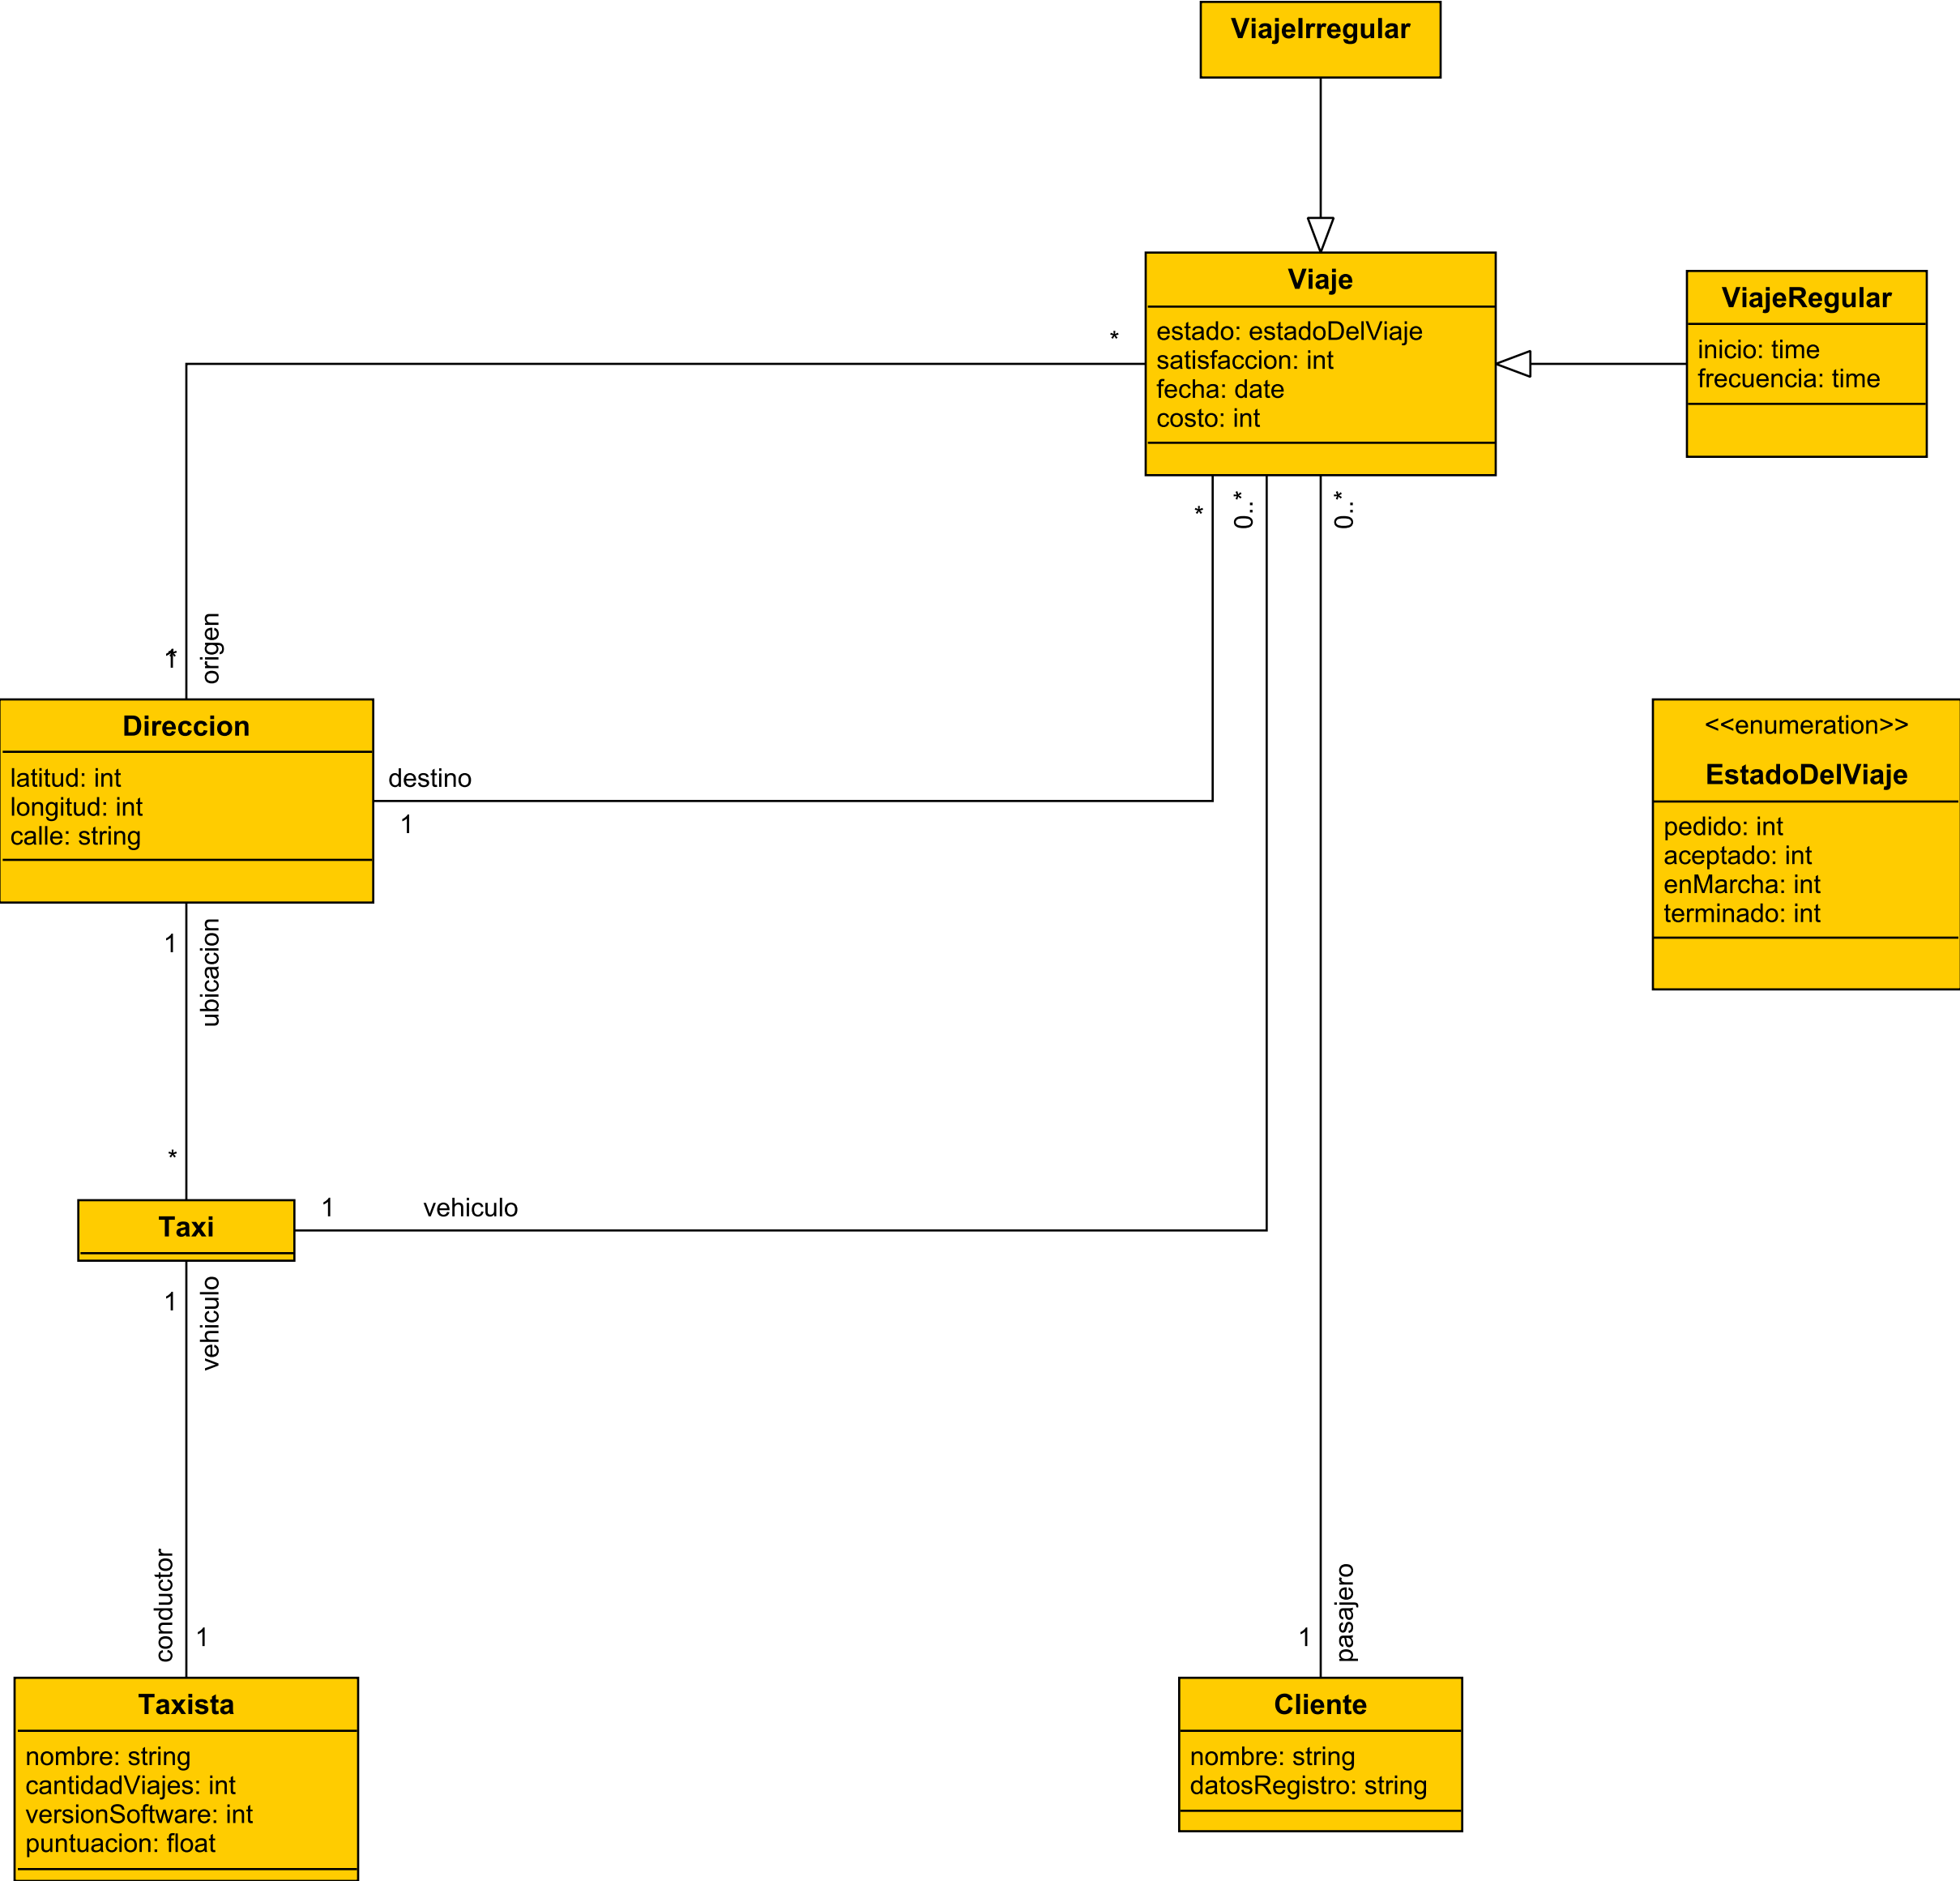 ViajeIrregular
Viaje
estado: estadoDelViaje
satisfaccion: int
fecha: date
costo: int
ViajeRegular
inicio: time
frecuencia: time
*
*
0..*
0..*
origen
1
*
Direccion
latitud: int
longitud: int
calle: string
destino
1
<<enumeration>>
EstadoDelViaje
pedido: int
aceptado: int
enMarcha: int
terminado: int
1
ubicacion
*
Taxi
1
vehiculo
1
vehiculo
conductor
1
1
pasajero
Taxista
nombre: string
cantidadViajes: int
versionSoftware: int
puntuacion: float
Cliente
nombre: string
datosRegistro: string